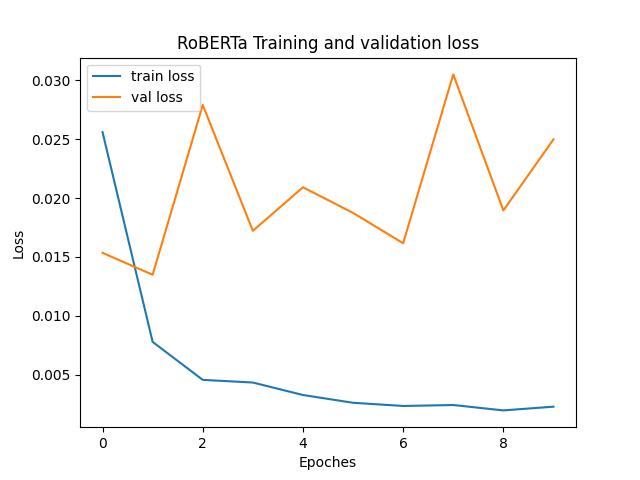 RoBERTa Training and validation loss
train loss
val loss
0.030
0.025
0.020
0.015
0.010
0.005
Loss
0 2 4 6 8
Epoches